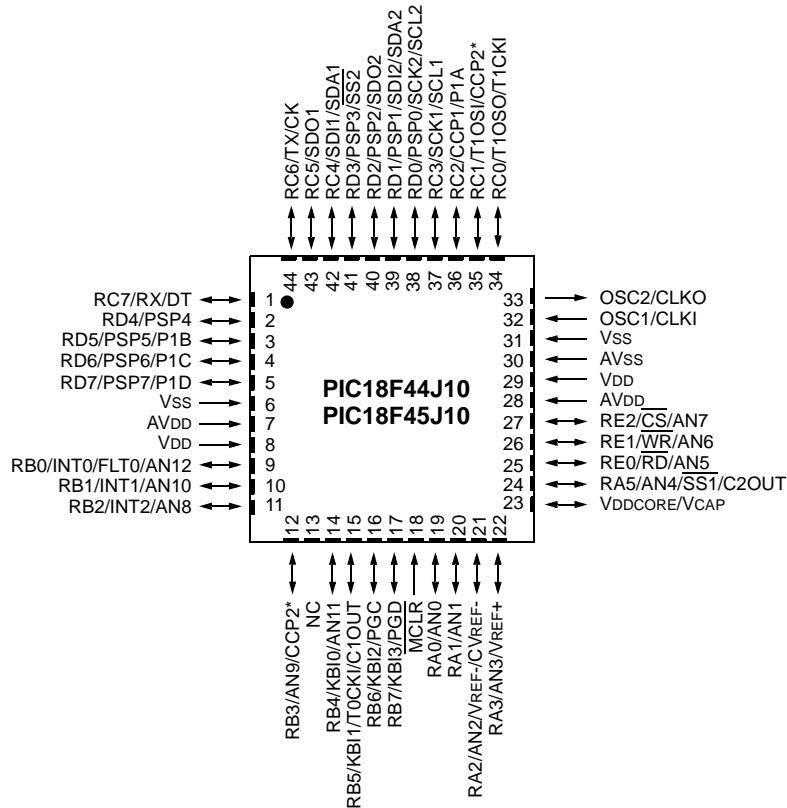 RC6/TX/CK
RC5/SDO1
RC4/SDI1/SDA1
RD3/PSP3/SS2
RD2/PSP2/SDO2
RD1/PSP1/SDI2/SDA2
RD0/PSP0/SCK2/SCL2
RC3/SCK1/SCL1
RC2/CCP1/P1A
RC1/T1OSI/CCP2*
RC0/T1OSO/T1CKI
44
43
42
41
40
39
38
37
36
35
34
RC7/RX/DT 1
RD4/PSP4 2
RD5/PSP5/P1B 3
RD6/PSP6/P1C 4
RD7/PSP7/P1D 5
VSS 6
AVDD 7
VDD 8
RB0/INT0/FLT0/AN12 9
RB1/INT1/AN10 10
RB2/INT2/AN8 11
PIC18F44J10
PIC18F45J10
33 OSC2/CLKO
32 OSC1/CLKI
31 VSS
30 AVSS
29 VDD
28 AVDD
27 RE2/CS/AN7
26 RE1/WR/AN6
25 RE0/RD/AN5
24 RA5/AN4/SS1/C2OUT
23 VDDCORE/VCAP
12
13
14
15
16
17
18
19
20
21
22
RB3/AN9/CCP2*
NC
RB4/KBI0/AN11
RB5/KBI1/T0CKI/C1OUT
RB6/KBI2/PGC
RB7/KBI3/PGD
MCLR
RA0/AN0
RA1/AN1
RA2/AN2/VREF-/CVREF-
RA3/AN3/VREF+